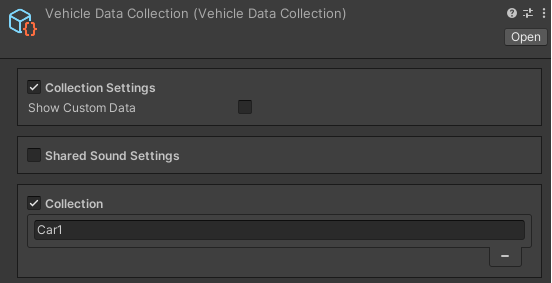 Vehicle Data Collection (Vehicle Data Collection)
Open
Collection Settings
Show Custom Data
Shared Sound Settings
Collection
Car1